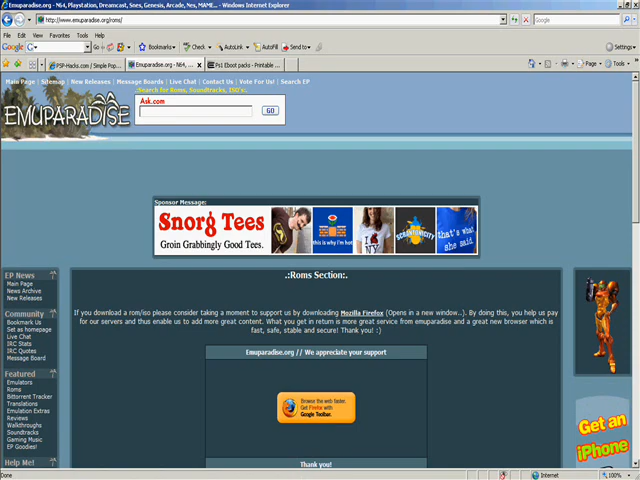 Emuparadise.org - N64, Playstation, Dreamcast, Snes, Genesis, Arcade, Nes, MAME... - Windows Internet Explorer
http://www.emuparadise.org/roms/
Google
File Edit View Favorites Tools Help
Google G Go Bookmarks Check AutoLink AutoFill Send to Settings
PSP-Hacks.com / Simple Pop... Emuparadise.org - N64, ... Ps1 Eboot packs - Printable ... Page Tools
Main Page | Sitemap | New Releases | Message Boards | Live Chat | Contact Us | Vote For Us! | Search EP
:Search for Roms, Soundtracks, ISO's:.
Ask.com
GO
EMUPARADISE
Sponsor Message:
Snorg Tees
Groin Grabbingly Good Tees.
this is why i'm hot
I NY
SCRANTONICITY
that's what she said.
.:Roms Section:.
If you download a rom/iso please consider taking a moment to support us by downloading Mozilla Firefox (Opens in a new window...). By doing this, you help us pay
for our servers and thus enable us to add more great content. What you get in return is more great service from emuparadise and a great new browser which is
fast, safe, stable and secure! Thank you! :)
Emuparadise.org // We appreciate your support
Browse the web faster.
Get Firefox with
Google Toolbar.
Thank you!
EP News
Main Page
News Archive
New Releases
Community
Bookmark Us
Set as homepage
Live Chat
IRC Stats
IRC Quotes
Message Board
Featured
Emulators
Roms
Bittorrent Tracker
Translations
Emulation Extras
Reviews
Walkthroughs
Soundtracks
Gaming Music
EP Goodies!
Help Me!
Get an
iPhone
Done
Internet
100%